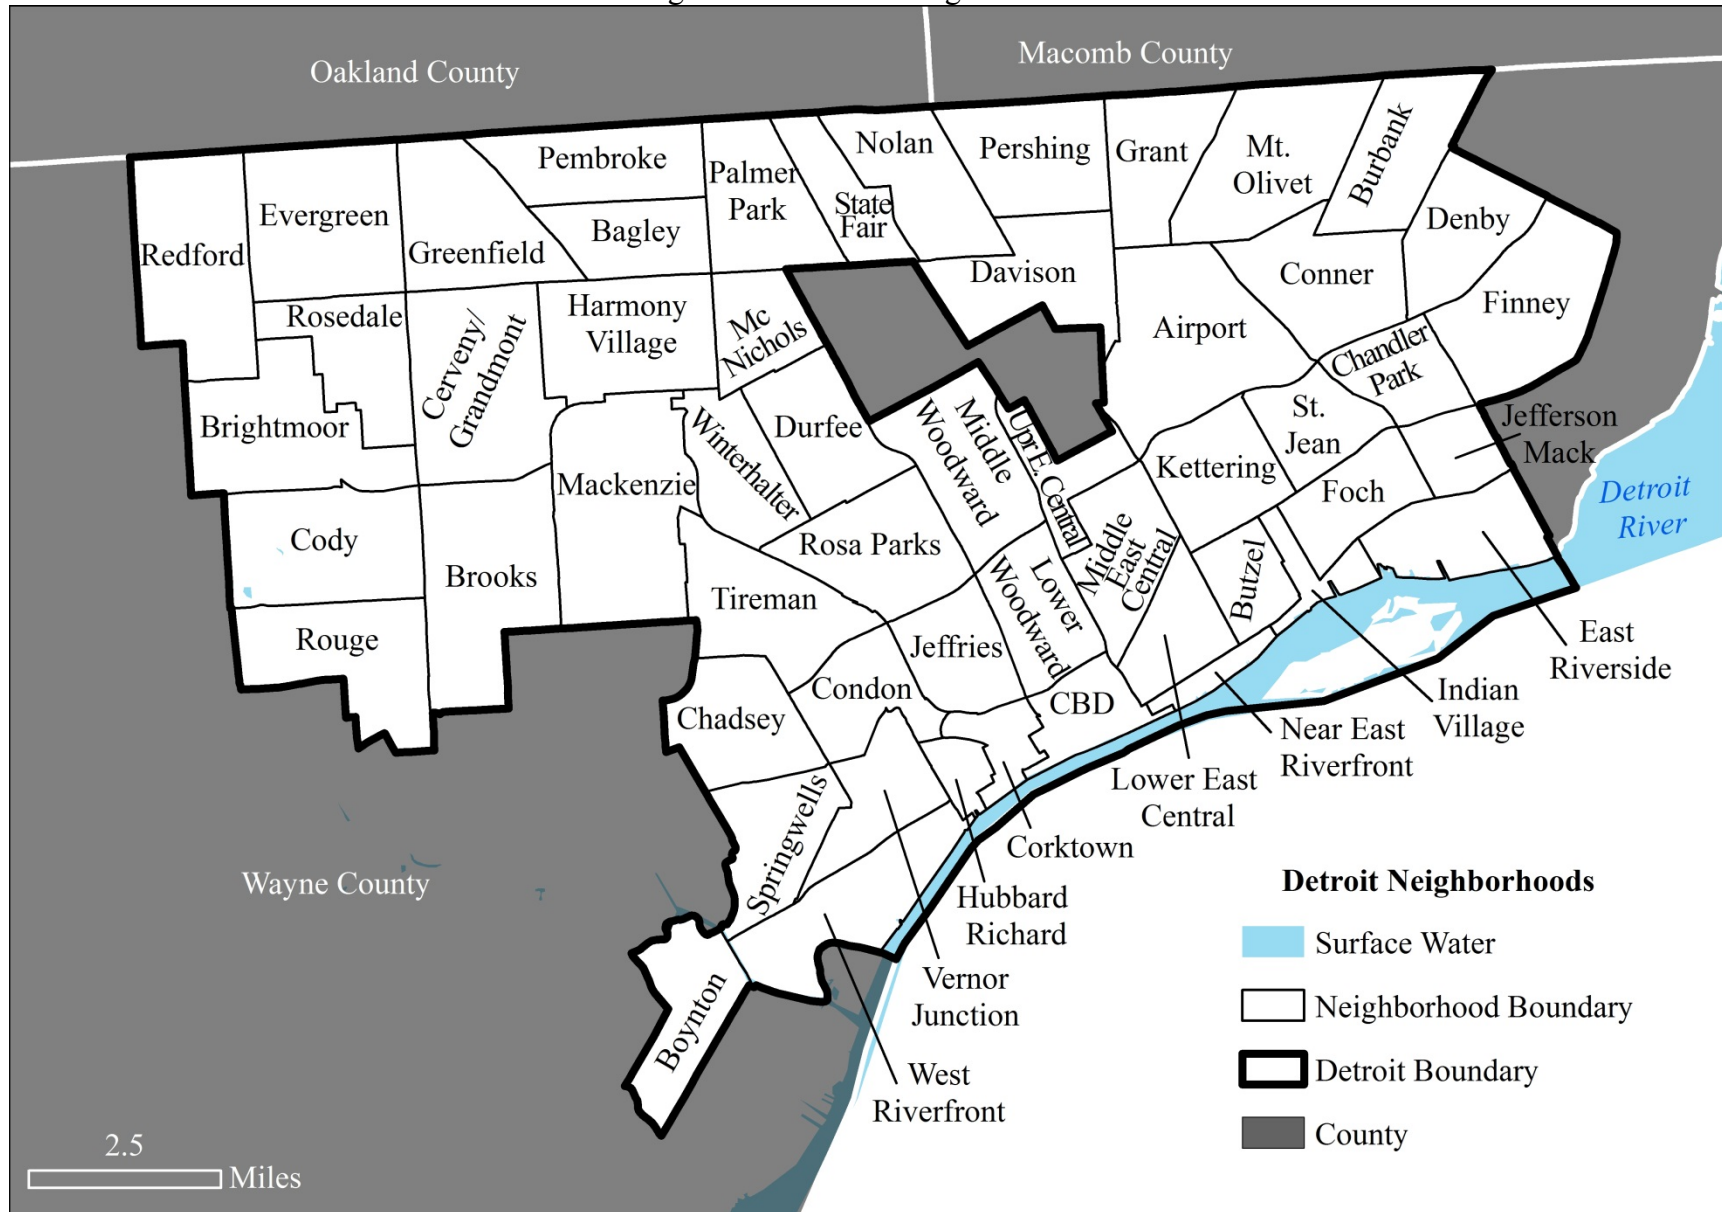 Oakland County
Macomb County
Redford
Evergreen
Greenfield
Pembroke
Bagley
Palmer
Park
State
Fair
Nolan
Pershing
Grant
Mt.
Olivet
Burbank
Denby
Finney
Rosedale
Brightmoor
Cerveny/
Grandmont
Harmony
Village
Mc
Nichols
Davison
Airport
Conner
Chandler
Park
Jefferson
Mack
Detroit
River
Durfee
Winterhalter
Mackenzie
Middle
Woodward
Upr E. Central
Kettering
St.
Jean
Foch
Cody
Brooks
Rouge
Rosa Parks
Tireman
Lower
Woodward
Middle
East
Central
Butzel
Jeffries
Condon
Chadsey
CBD
East
Riverside
Indian
Village
Near East
Riverfront
Lower East
Central
Corktown
Hubbard
Richard
Springwells
Vernor
Junction
West
Riverfront
Boynton
Wayne County
Detroit Neighborhoods
Surface Water
Neighborhood Boundary
Detroit Boundary
County
2.5
Miles